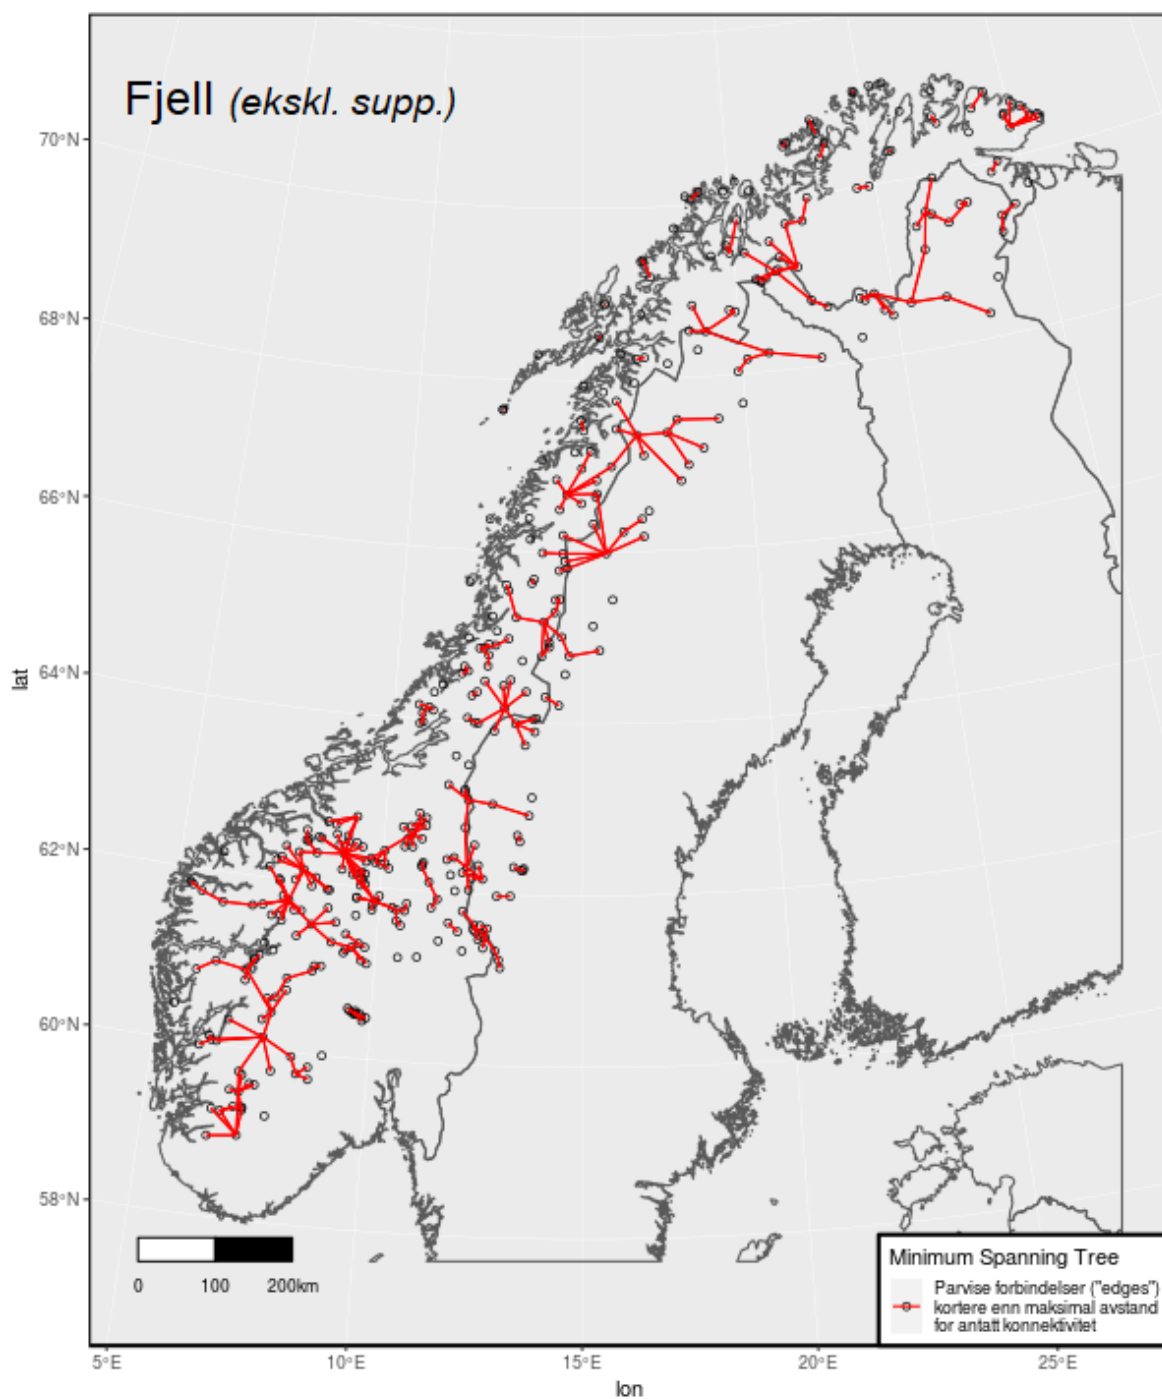 Fjell (ekskl. supp.)
70°N
68°N
66°N
64°N
62°N
60°N
58°N
lat
0 100 200km
Minimum Spanning Tree
Parvise forbindelser ("edges")
kortere enn maksimal avstand
for antatt konnektivitet
5°E 10°E 15°E 20°E 25°E
lon